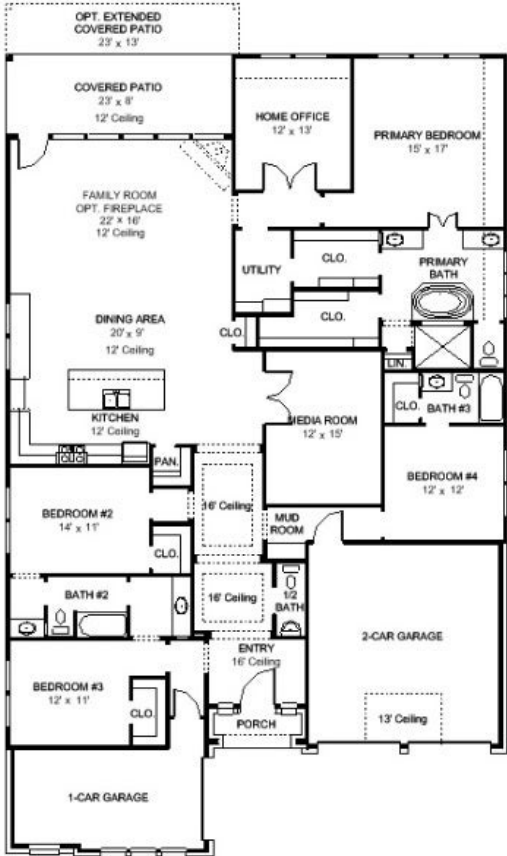 OPT. EXTENDED
COVERED PATIO
23' x 13'
COVERED PATIO
23' x 8'
12' Ceiling
HOME OFFICE
12' x 13'
PRIMARY BEDROOM
15' x 17'
FAMILY ROOM
OPT. FIREPLACE
22' x 16'
12' Ceiling
UTILITY
CLO.
PRIMARY
BATH
CLO.
DINING AREA
20' x 9'
12' Ceiling
CLO.
LIN.
KITCHEN
12' Ceiling
MEDIA ROOM
12' x 15'
CLO.
BATH #3
PAN.
BEDROOM #4
12' x 12'
BEDROOM #2
14' x 11'
16' Ceiling
MUD
ROOM
CLO.
BATH #2
16' Ceiling
1/2
BATH
2-CAR GARAGE
ENTRY
16' Ceiling
BEDROOM #3
12' x 11'
CLO.
PORCH
13' Ceiling
1-CAR GARAGE